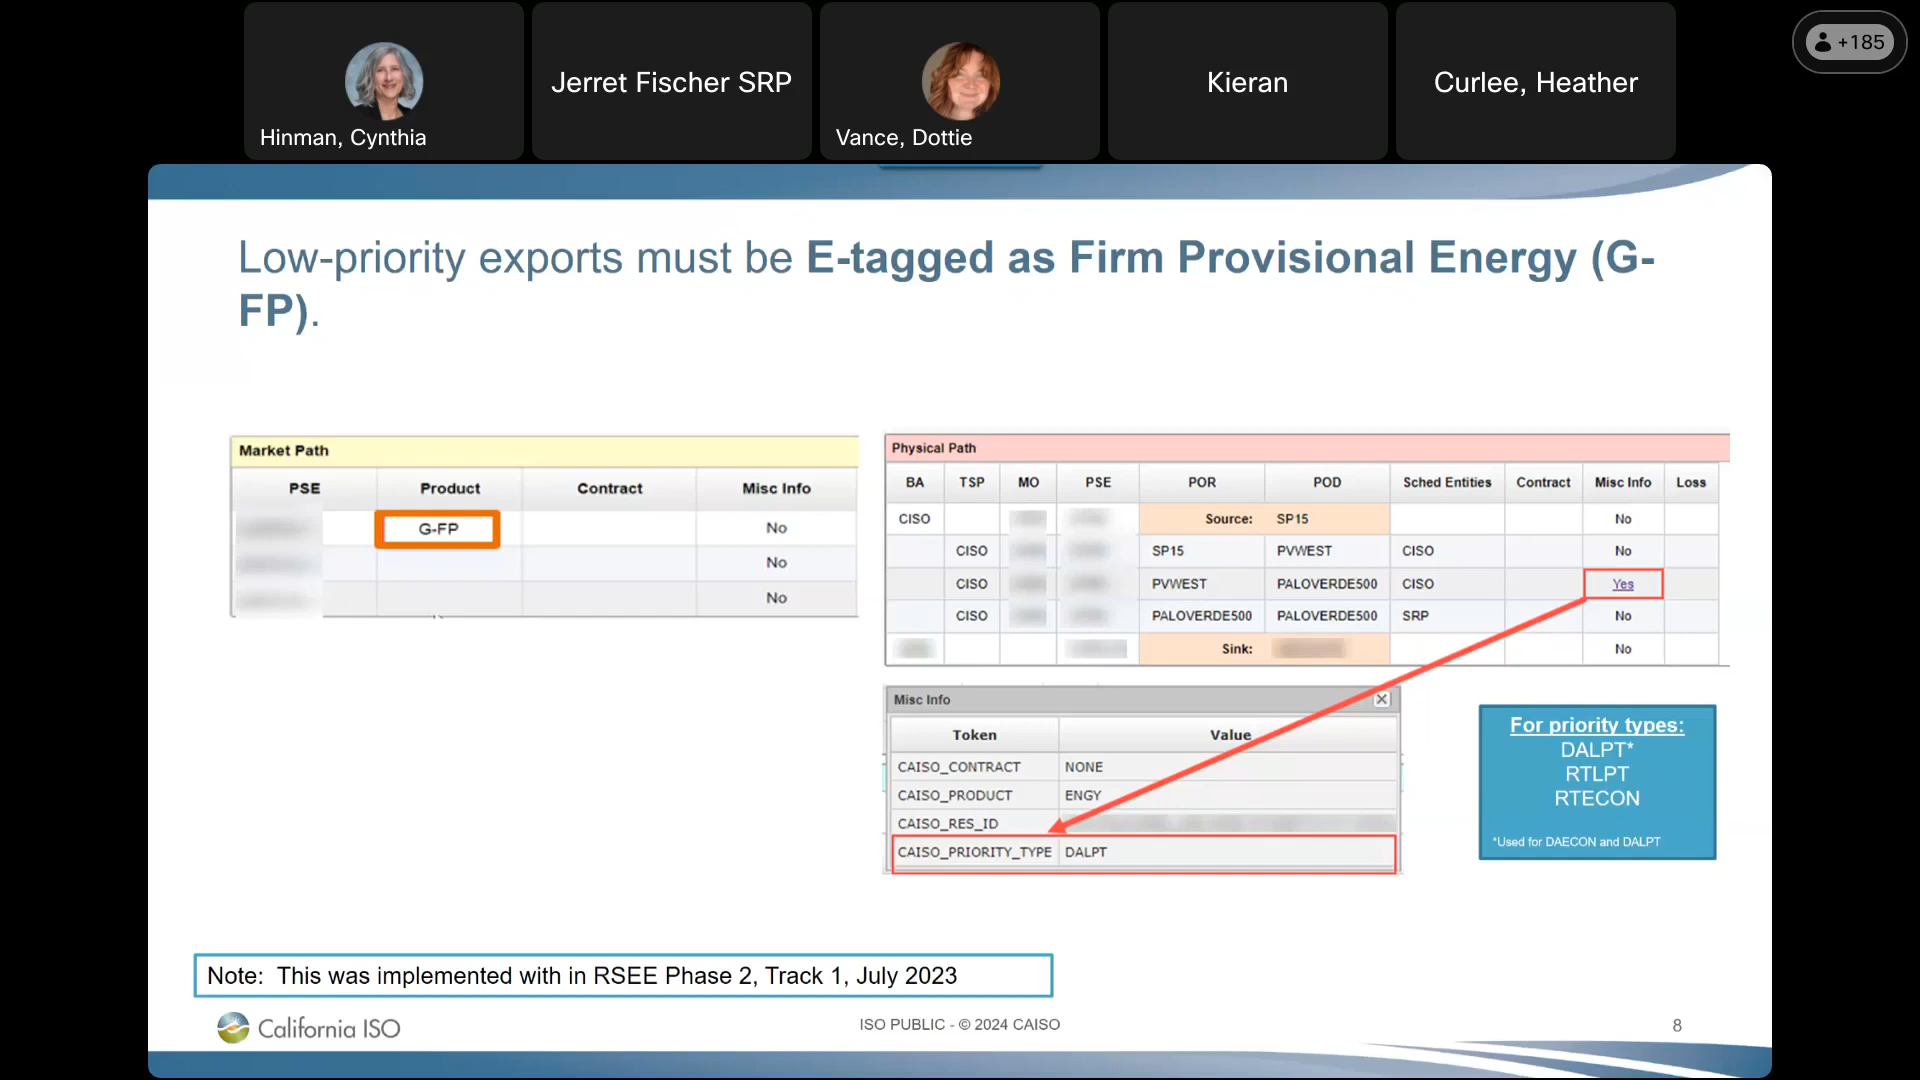 Hinman, Cynthia
Jerret Fischer SRP
Vance, Dottie
Kieran
Curlee, Heather
+185
Low-priority exports must be E-tagged as Firm Provisional Energy (G-
FP).
Market Path
PSE Product Contract Misc Info
G-FP No
No
No
Physical Path
BA TSP MO PSE POR POD Sched Entities Contract Misc Info Loss
CISO Source: SP15 No
CISO SP15 PVWEST CISO No
CISO PVWEST PALOVERDE500 CISO Yes
CISO PALOVERDE500 PALOVERDE500 SRP No
Sink: No
Misc Info
Token Value
CAISO_CONTRACT NONE
CAISO_PRODUCT ENGY
CAISO_RES_ID
CAISO_PRIORITY_TYPE DALPT
For priority types:
DALPT*
RTLPT
RTECON
*Used for DAECON and DALPT
Note: This was implemented with in RSEE Phase 2, Track 1, July 2023
California ISO
ISO PUBLIC - © 2024 CAISO
8